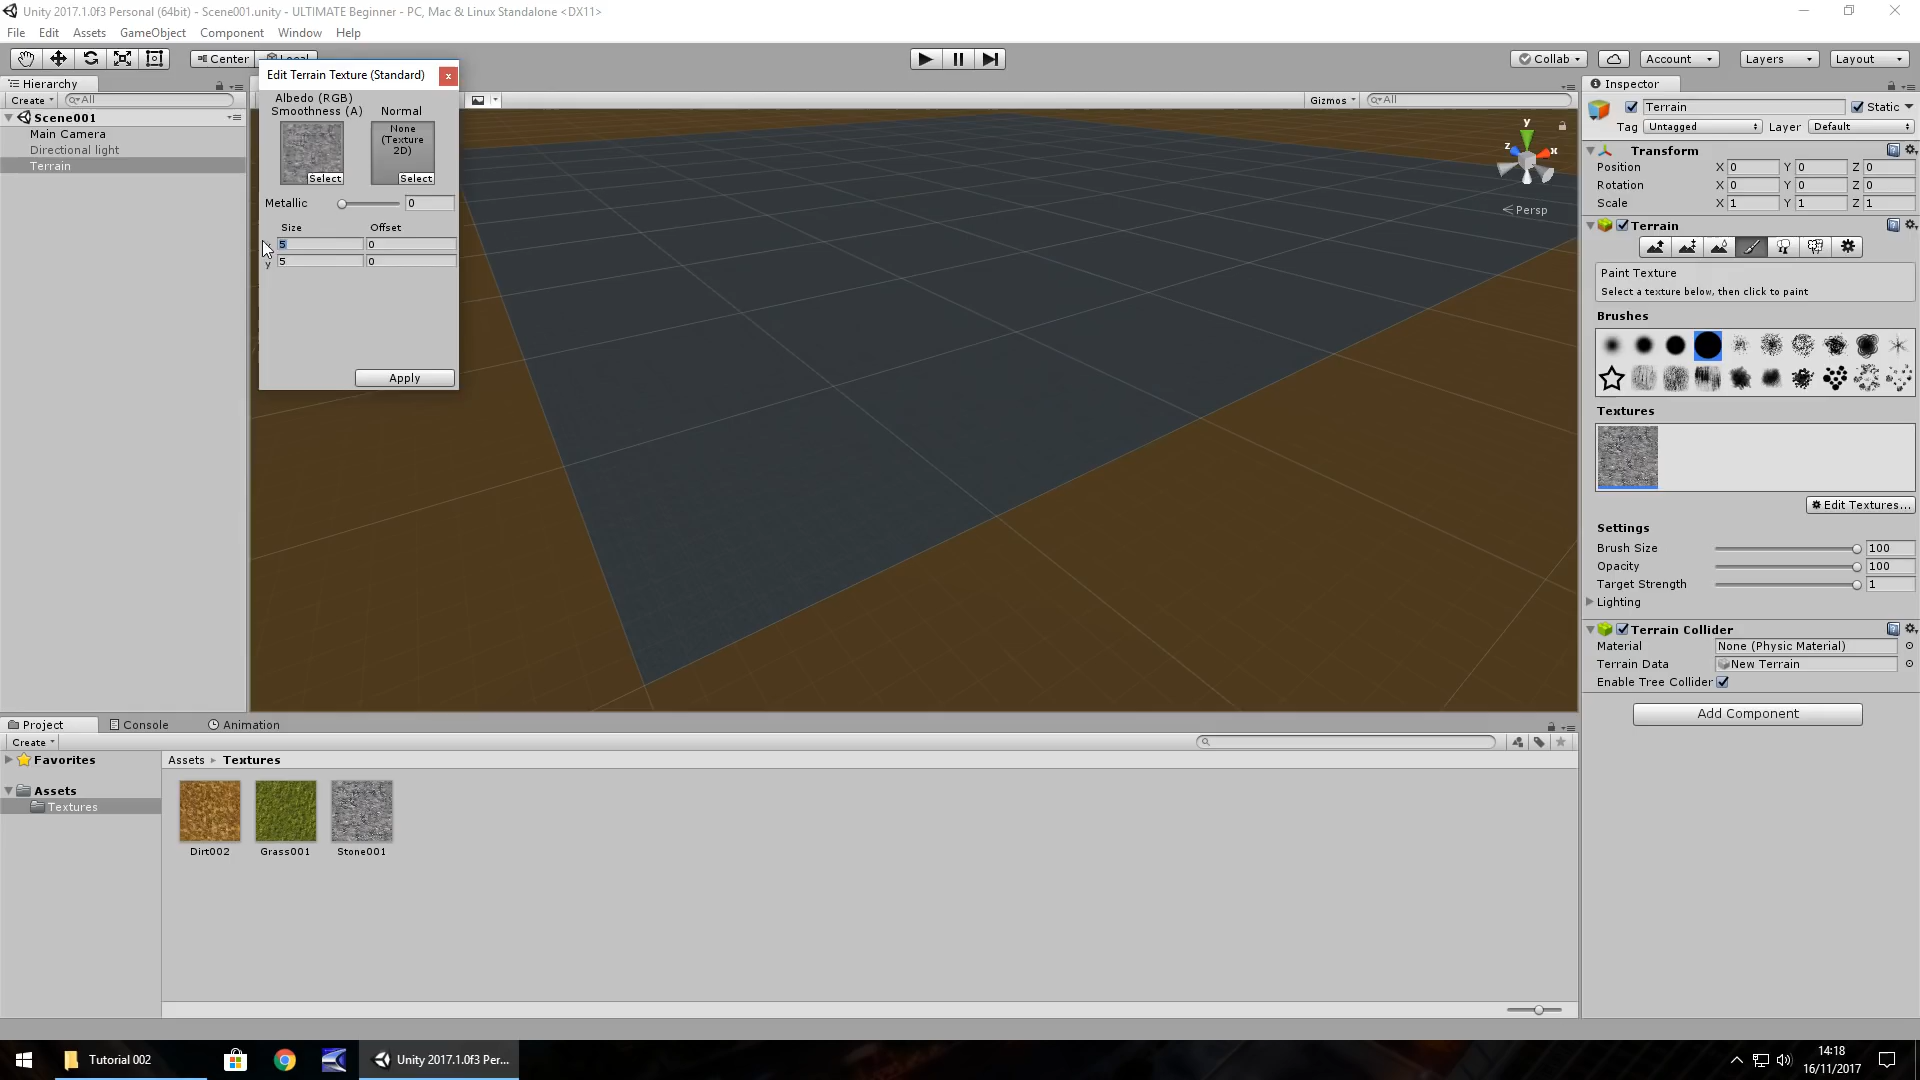 Unity 2017.1.0f3 Personal (64bit) - Scene001.unity - ULTIMATE Beginner - PC, Mac & Linux Standalone <DX11>
File Edit Assets GameObject Component Window Help
Center Local Collab Account Layers Layout
Hierarchy
Create All
Scene001
Main Camera
Directional light
Terrain
Edit Terrain Texture (Standard) x
Albedo (RGB)
Smoothness (A) Normal
None
(Texture
2D)
Select Select
Metallic 0
Size Offset
5 0
y 5 0
Apply
Gizmos All
y
z x
Persp
Inspector
Terrain Static
Tag Untagged Layer Default
Transform
Position X 0 Y 0 Z 0
Rotation X 0 Y 0 Z 0
Scale X 1 Y 1 Z 1
Terrain
Paint Texture
Select a texture below, then click to paint
Brushes
Textures
Edit Textures...
Settings
Brush Size 100
Opacity 100
Target Strength 1
Lighting
Terrain Collider
Material None (Physic Material)
Terrain Data New Terrain
Enable Tree Collider
Add Component
Project Console Animation
Create
Favorites
Assets
Textures
Assets Textures
Dirt002 Grass001 Stone001
Tutorial 002
Unity 2017.1.0f3 Per...
14:18
16/11/2017